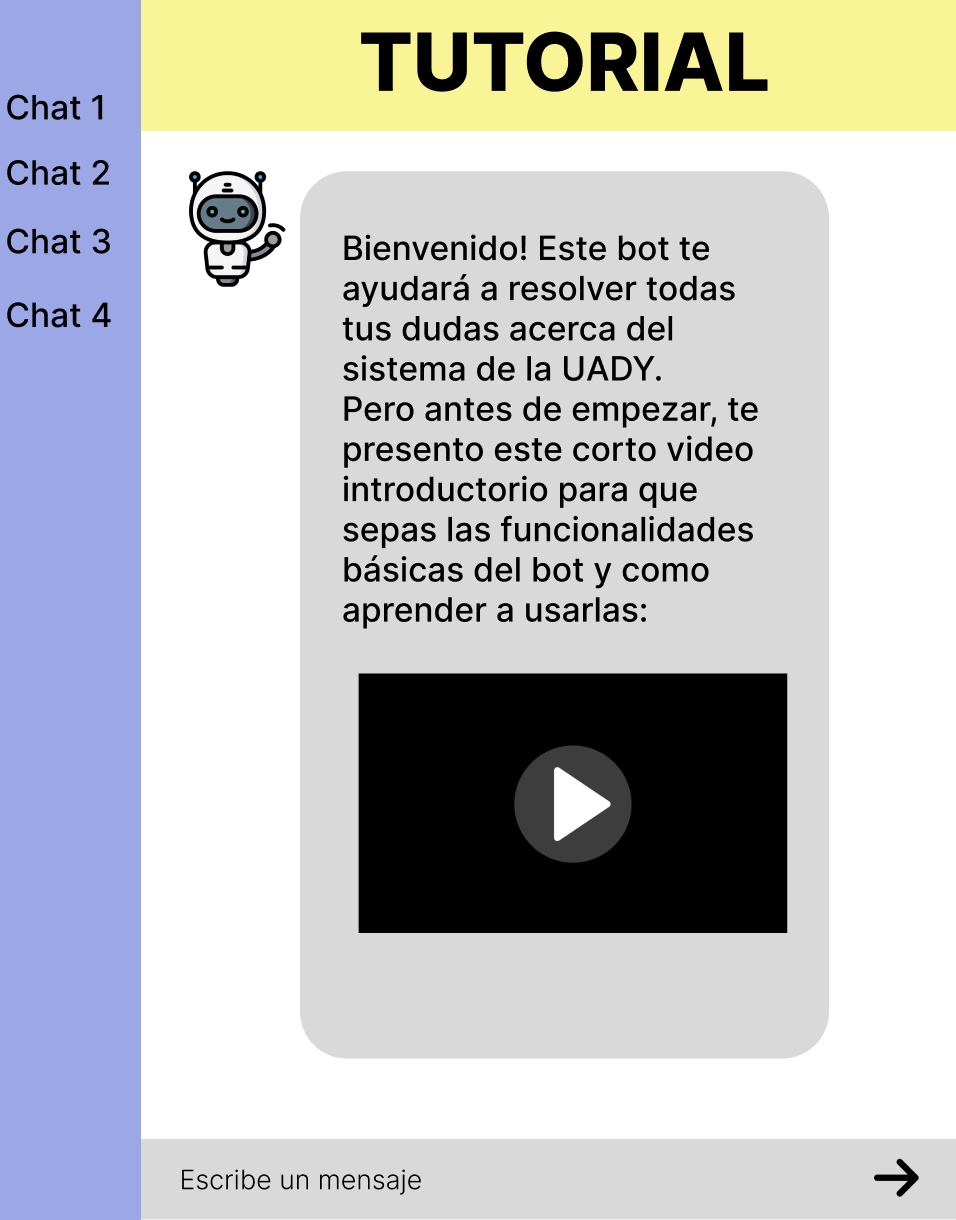 TUTORIAL
Chat 1
Chat 2
Chat 3
Chat 4
Bienvenido! Este bot te
ayudará a resolver todas
tus dudas acerca del
sistema de la UADY.
Pero antes de empezar, te
presento este corto video
introductorio para que
sepas las funcionalidades
básicas del bot y como
aprender a usarlas:
Escribe un mensaje